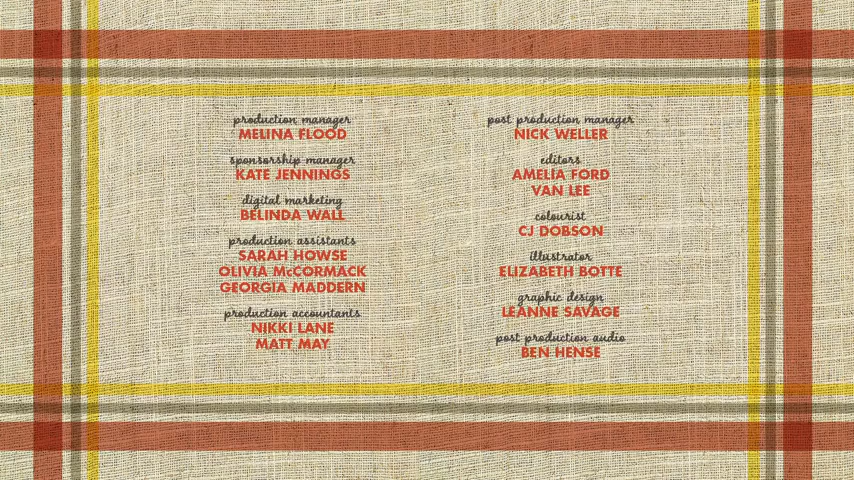 production manager
MELINA FLOOD
sponsorship manager
KATE JENNINGS
digital marketing
BELINDA WALL
production assistants
SARAH HOWSE
OLIVIA McCORMACK
GEORGIA MADDERN
production accountants
NIKKI LANE
MATT MAY
post production manager
NICK WELLER
editors
AMELIA FORD
VAN LEE
colourist
CJ DOBSON
illustrator
ELIZABETH BOTTE
graphic design
LEANNE SAVAGE
post production audio
BEN HENSE